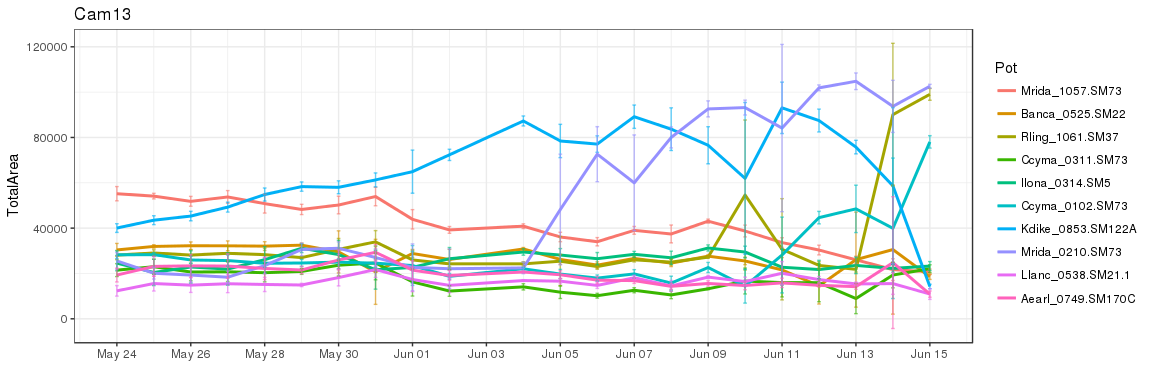 Cam13
TotalArea
120000
80000
40000
0
May 24
May 26
May 28
May 30
Jun 01
Jun 03
Jun 05
Jun 07
Jun 09
Jun 11
Jun 13
Jun 15
Pot
Mrida_1057.SM73
Banca_0525.SM22
Rling_1061.SM37
Ccyma_0311.SM73
Ilona_0314.SM5
Ccyma_0102.SM73
Kdike_0853.SM122A
Mrida_0210.SM73
Llanc_0538.SM21.1
Aearl_0749.SM170C